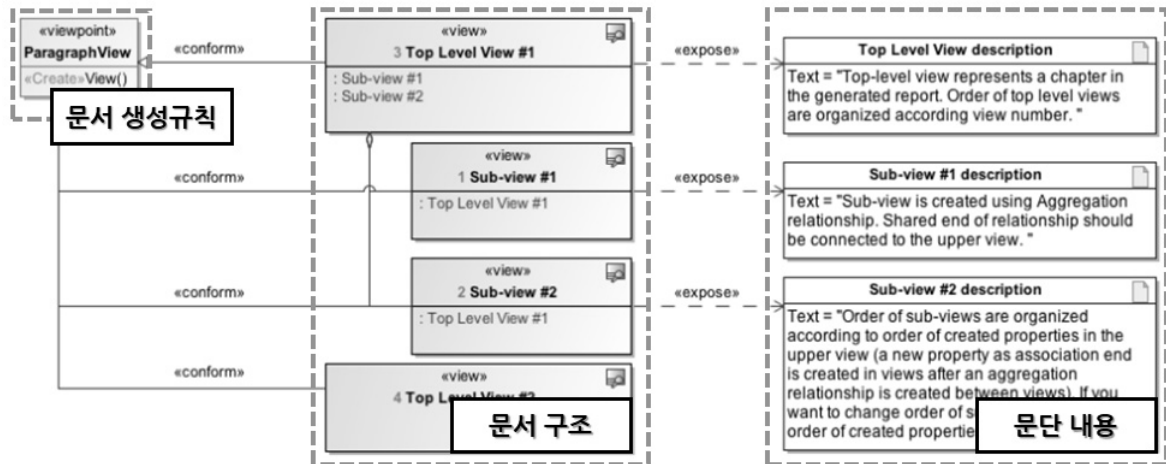 «viewpoint»
ParagraphView
«Create»View()
문서 생성규칙
«conform»
«conform»
«conform»
«conform»
«view»
3 Top Level View #1
: Sub-view #1
: Sub-view #2
«view»
1 Sub-view #1
: Top Level View #1
«view»
2 Sub-view #2
: Top Level View #1
«view»
4 Top
문서 구조
«expose»
«expose»
«expose»
Top Level View description
Text = "Top-level view represents a chapter in
the generated report. Order of top level views
are organized according view number. "
Sub-view #1 description
Text = "Sub-view is created using Aggregation
relationship. Shared end of relationship should
be connected to the upper view. "
Sub-view #2 description
Text = "Order of sub-views are organized
according to order of created properties in the
upper view (a new property as association end
is created in views after an aggregation
relationship is created between views). If you
want to change order of
order of created
문단 내용